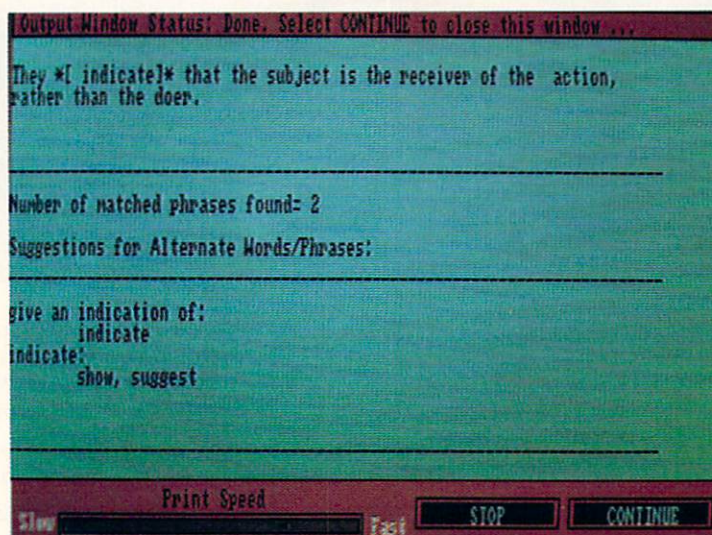 Output Window Status: Done. Select CONTINUE to close this window ...
They *[ indicate]* that the subject is the receiver of the action,
rather than the doer.
Number of matched phrases found= 2
Suggestions for Alternate Words/Phrases:
give an indication of:
indicate
indicate:
show, suggest
Print Speed
Slow Fast STOP CONTINUE